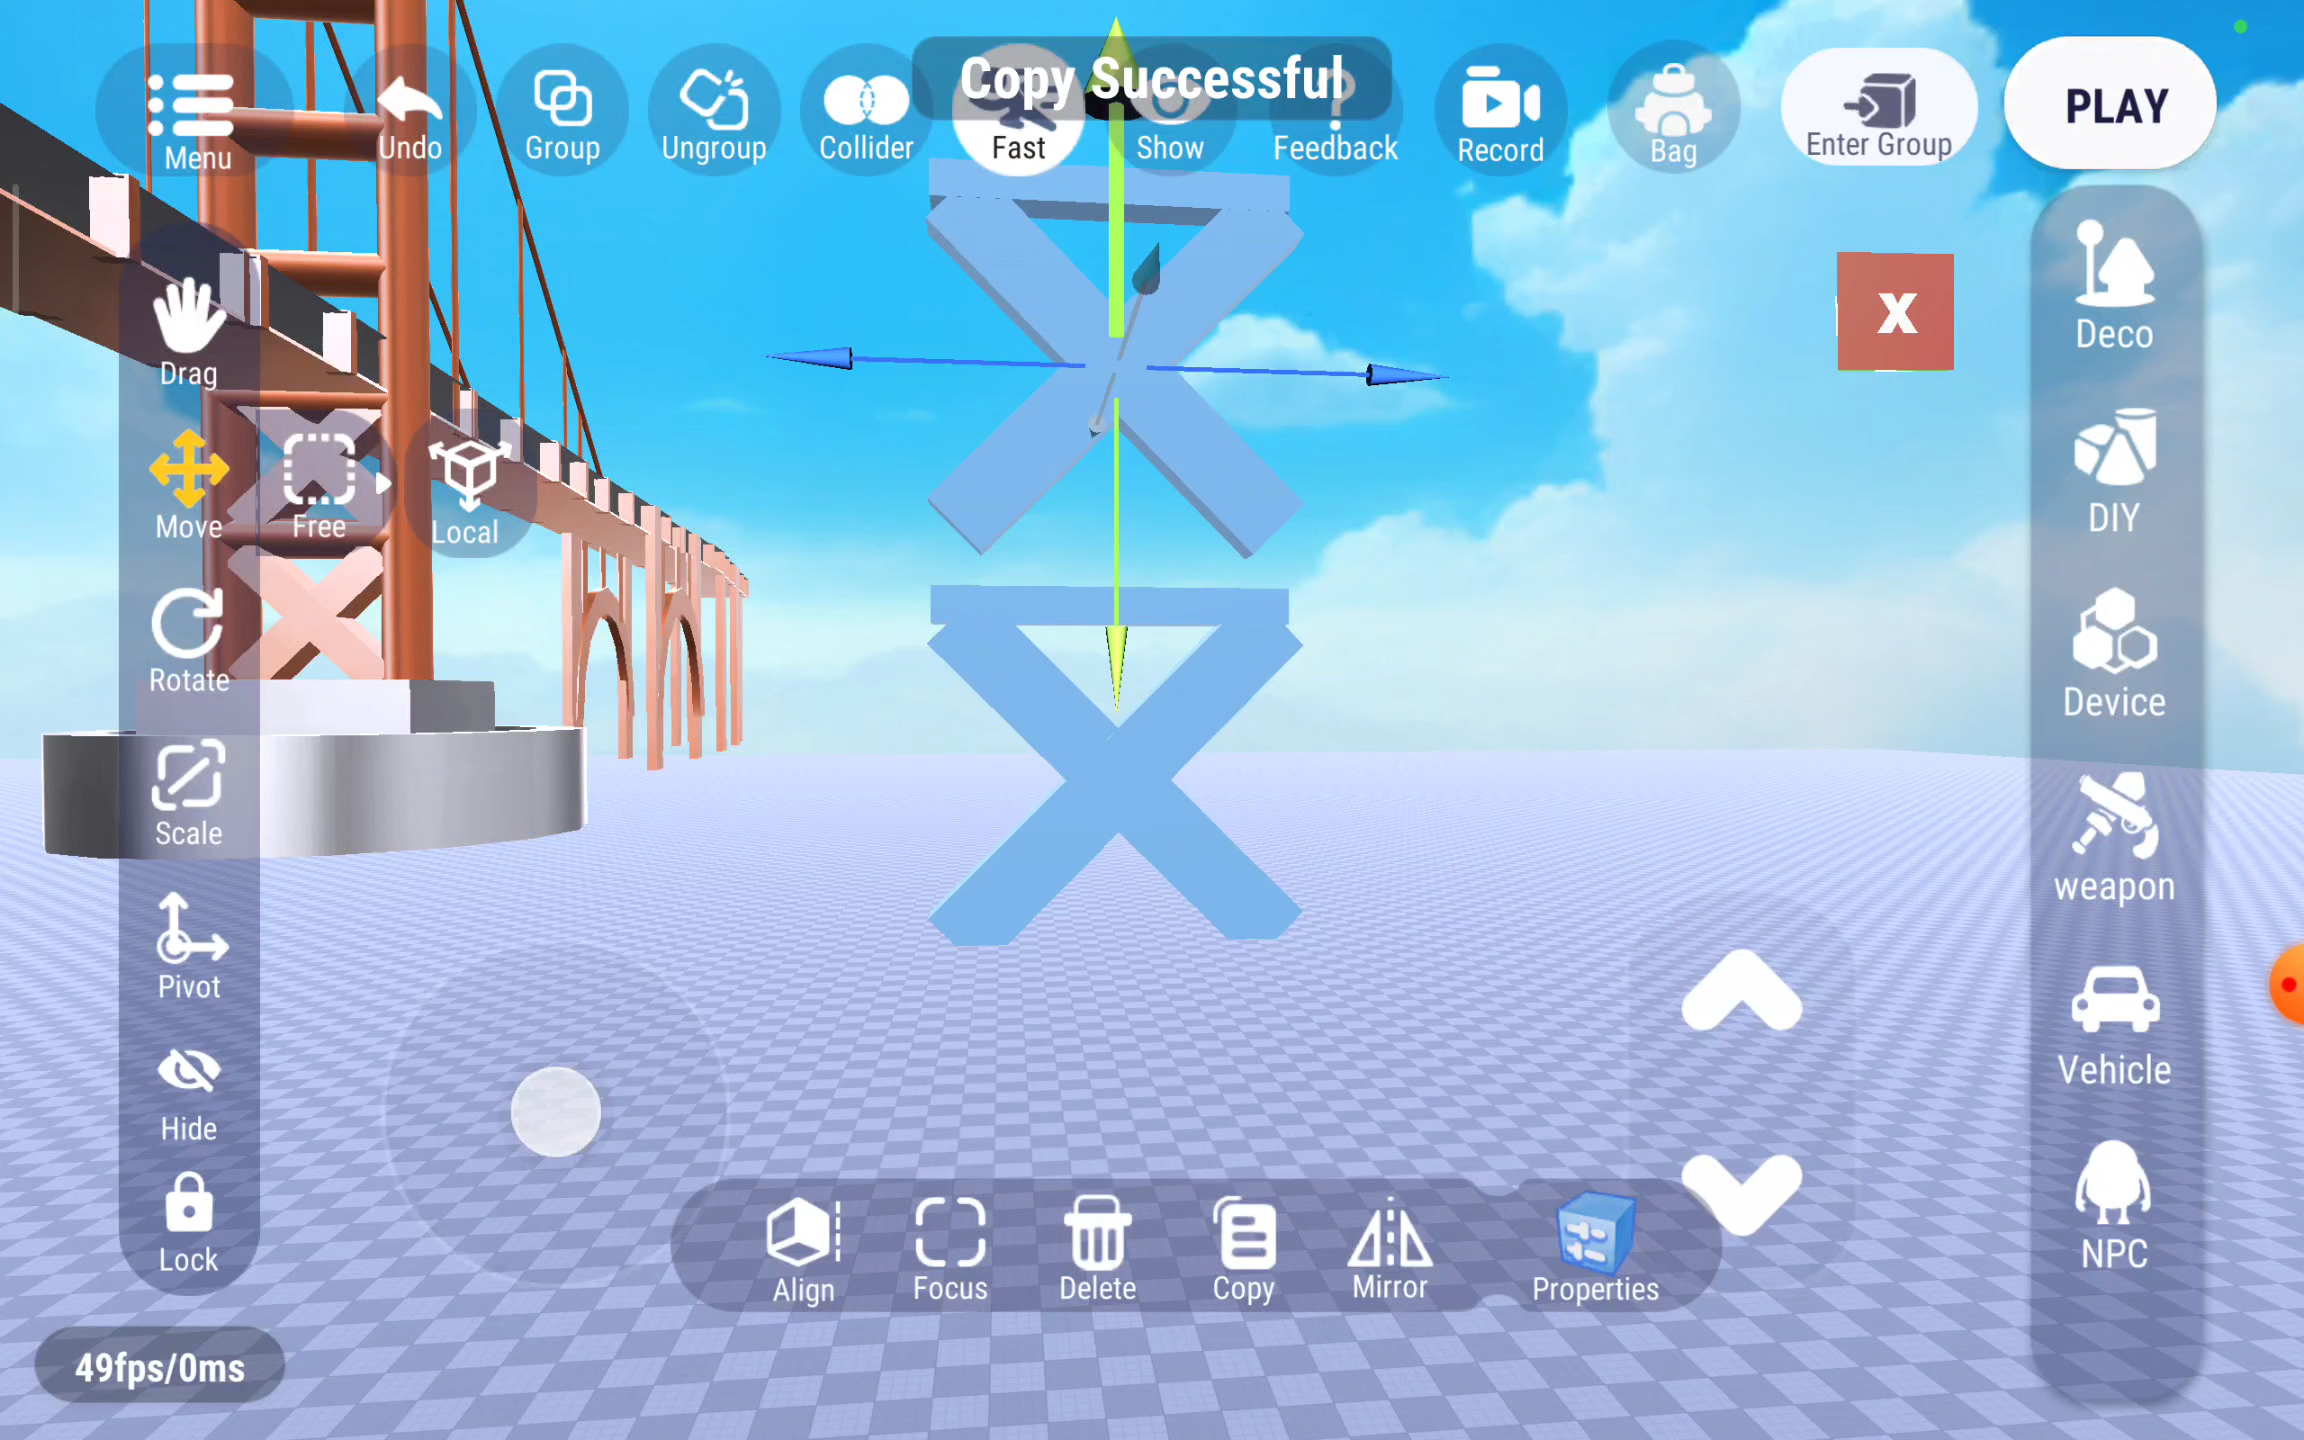 Copy Successful
Menu
Undo
Group
Ungroup
Collider
Fast
Show
Feedback
Record
Bag
Enter Group
PLAY
X
Drag
Move
Free
Local
Rotate
Scale
Pivot
Hide
Lock
Deco
DIY
Device
weapon
Vehicle
NPC
Align
Focus
Delete
Copy
Mirror
Properties
49fps/0ms